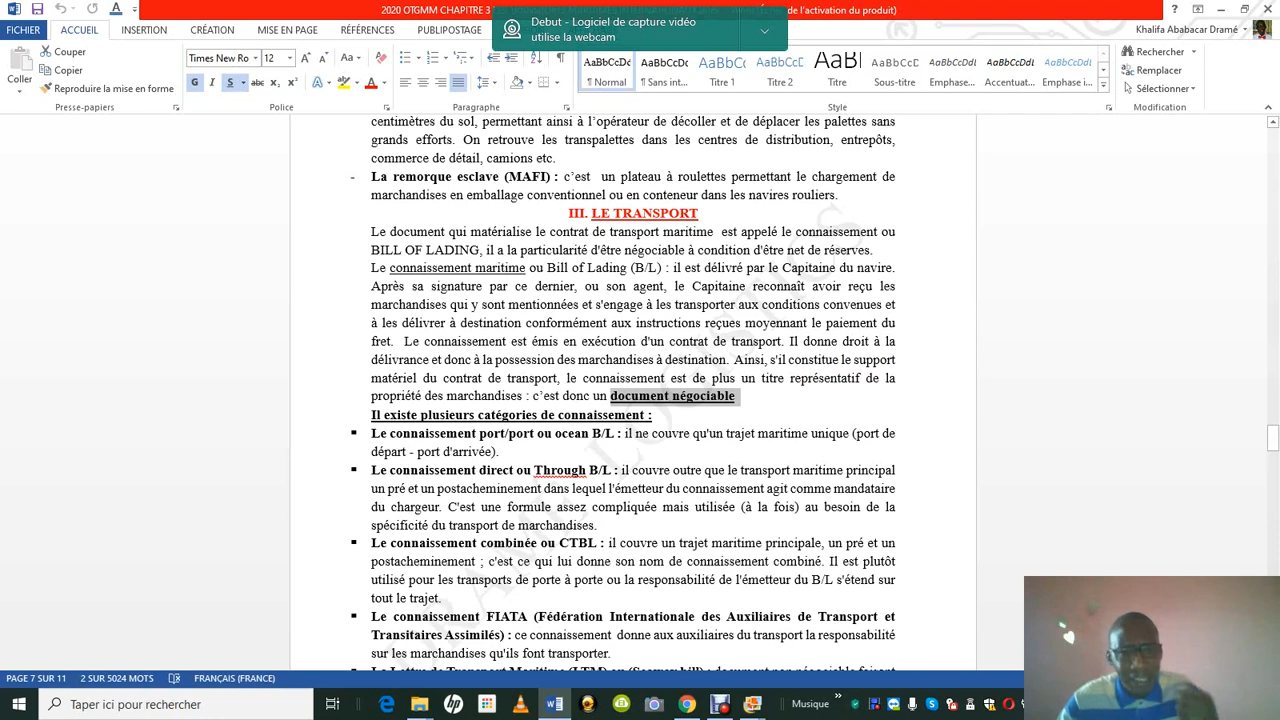 2020 OTGMM CHAPITRE 3
de l'activation du produit)
Debut - Logiciel de capture vidéo
utilise la webcam
FICHIER ACCUEIL INSERTION CRÉATION MISE EN PAGE RÉFÉRENCES PUBLIPOSTAGE Khalifa Ababacar Dramé
Coller
Couper
Copier
Reproduire la mise en forme
Presse-papiers
Times New Ro 12
Police
Paragraphe
AaBbCcDc AaBbCcDc AaBbCc AaBbCcD AaBb AaBbCcD AaBbCcDc AaBbCcDc AaBbCcDc
¶ Normal ¶ Sans int... Titre 1 Titre 2 Titre Sous-titre Emphase... Accentuat... Emphase i...
Style
Rechercher
Remplacer
Sélectionner
Modification
centimètres du sol, permettant ainsi à l’opérateur de décoller et de déplacer les palettes sans
grands efforts. On retrouve les transpalettes dans les centres de distribution, entrepôts,
commerce de détail, camions etc.
- La remorque esclave (MAFI) : c’est un plateau à roulettes permettant le chargement de
marchandises en emballage conventionnel ou en conteneur dans les navires rouliers.
III. LE TRANSPORT
Le document qui matérialise le contrat de transport maritime est appelé le connaissement ou
BILL OF LADING, il a la particularité d'être négociable à condition d'être net de réserves.
Le connaissement maritime ou Bill of Lading (B/L) : il est délivré par le Capitaine du navire.
Après sa signature par ce dernier, ou son agent, le Capitaine reconnaît avoir reçu les
marchandises qui y sont mentionnées et s'engage à les transporter aux conditions convenues et
à les délivrer à destination conformément aux instructions reçues moyennant le paiement du
fret. Le connaissement est émis en exécution d'un contrat de transport. Il donne droit à la
délivrance et donc à la possession des marchandises à destination. Ainsi, s'il constitue le support
matériel du contrat de transport, le connaissement est de plus un titre représentatif de la
propriété des marchandises : c’est donc un document négociable
Il existe plusieurs catégories de connaissement :
▪ Le connaissement port/port ou ocean B/L : il ne couvre qu'un trajet maritime unique (port de
départ - port d'arrivée).
▪ Le connaissement direct ou Through B/L : il couvre outre que le transport maritime principal
un pré et un postacheminement dans lequel l'émetteur du connaissement agit comme mandataire
du chargeur. C'est une formule assez compliquée mais utilisée (à la fois) au besoin de la
spécificité du transport de marchandises.
▪ Le connaissement combinée ou CTBL : il couvre un trajet maritime principale, un pré et un
postacheminement ; c'est ce qui lui donne son nom de connaissement combiné. Il est plutôt
utilisé pour les transports de porte à porte ou la responsabilité de l'émetteur du B/L s'étend sur
tout le trajet.
▪ Le connaissement FIATA (Fédération Internationale des Auxiliaires de Transport et
Transitaires Assimilés) : ce connaissement donne aux auxiliaires du transport la responsabilité
sur les marchandises qu'ils font transporter.
PAGE 7 SUR 11 2 SUR 5024 MOTS FRANÇAIS (FRANCE)
Taper ici pour rechercher
Musique